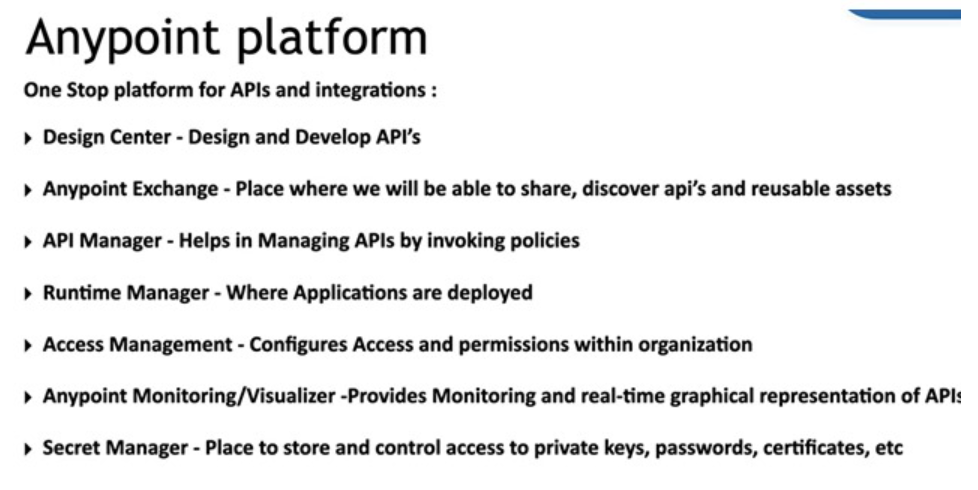 Anypoint platform
One Stop platform for APIs and integrations :
Design Center - Design and Develop API’s
Anypoint Exchange - Place where we will be able to share, discover api’s and reusable assets
API Manager - Helps in Managing APIs by invoking policies
Runtime Manager - Where Applications are deployed
Access Management - Configures Access and permissions within organization
Anypoint Monitoring/Visualizer -Provides Monitoring and real-time graphical representation of APIs
Secret Manager - Place to store and control access to private keys, passwords, certificates, etc